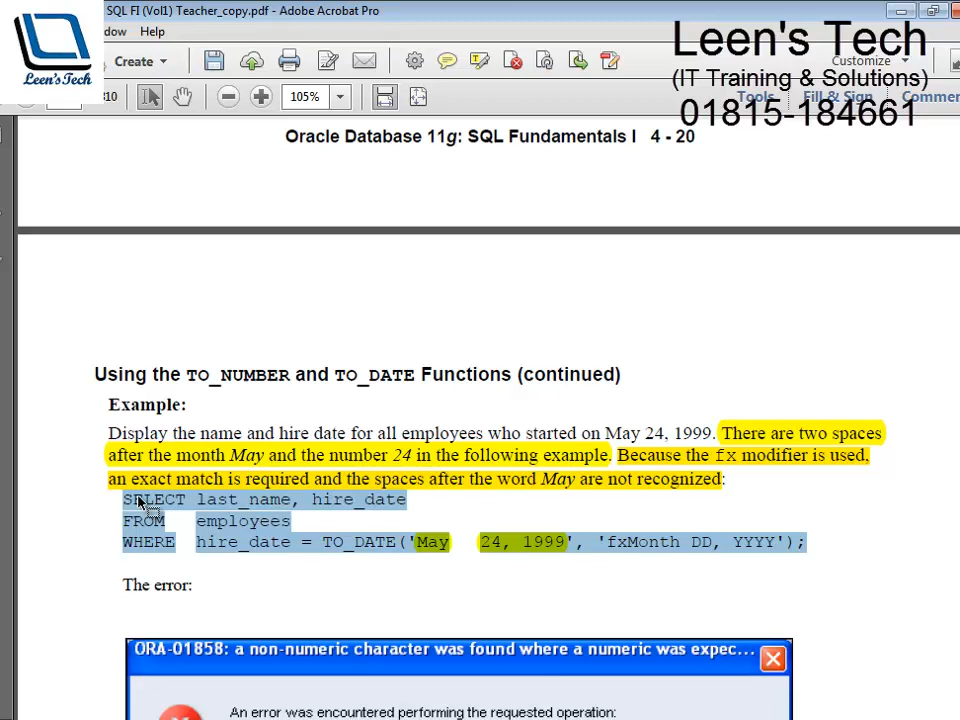 SQL FI (Vol1) Teacher_copy.pdf - Adobe Acrobat Pro
dow Help
Leen's Tech
Leen's Tech
(IT Training & Solutions)
01815-184661
Create
Customize
310
105%
Tools
Fill & Sign
Comme
Oracle Database 11g: SQL Fundamentals I 4 - 20
Using the TO_NUMBER and TO_DATE Functions (continued)
Example:
Display the name and hire date for all employees who started on May 24, 1999. There are two spaces
after the month May and the number 24 in the following example. Because the fx modifier is used,
an exact match is required and the spaces after the word May are not recognized:
SELECT last_name, hire_date
FROM employees
WHERE hire_date = TO_DATE('May 24, 1999', 'fxMonth DD, YYYY');
The error:
ORA-01858: a non-numeric character was found where a numeric was expec...
An error was encountered performing the requested operation: